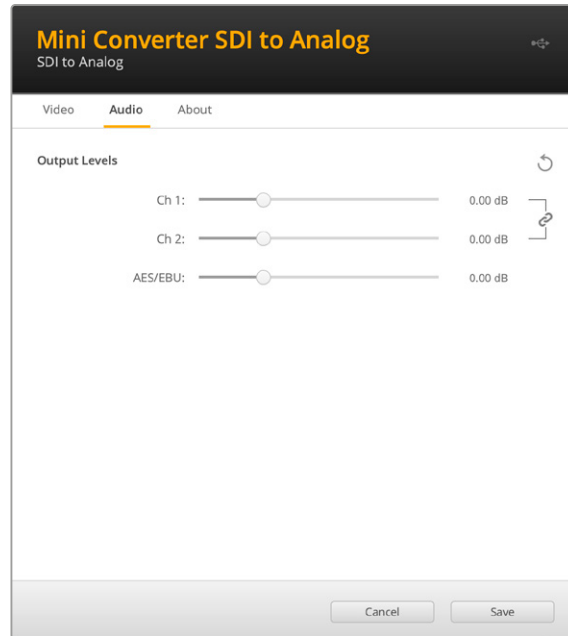 Mini Converter SDI to Analog
SDI to Analog
Video Audio About
Output Levels
Ch 1: 0.00 dB
Ch 2: 0.00 dB
AES/EBU: 0.00 dB
Cancel Save